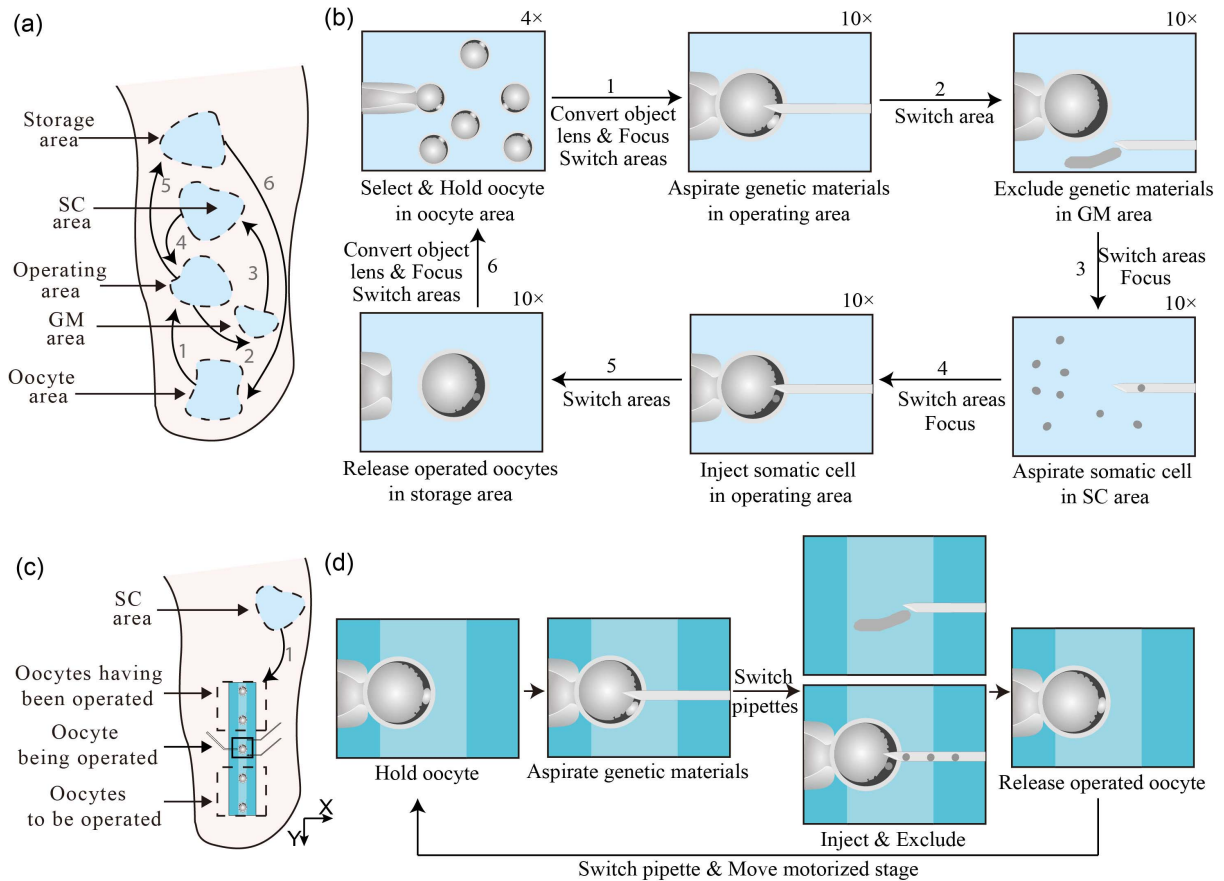 (a)
Storage
area
SC
area
Operating
area
GM
area
Oocyte
area
5
6
4
3
1
2
(b)
4×
Select & Hold oocyte
in oocyte area
1
Convert object
lens & Focus
Switch areas
10×
Aspirate genetic materials
in operating area
2
Switch area
10×
Exclude genetic materials
in GM area
3
Switch areas
Focus
10×
Aspirate somatic cell
in SC area
4
Switch areas
Focus
10×
Inject somatic cell
in operating area
5
Switch areas
10×
Release operated oocytes
in storage area
Convert object
lens & Focus
Switch areas
6
(c)
SC
area
1
Oocytes having
been operated
Oocyte
being operated
Oocytes
to be operated
X
Y
(d)
Hold oocyte
Aspirate genetic materials
Switch
pipettes
Inject & Exclude
Release operated oocyte
Switch pipette & Move motorized stage